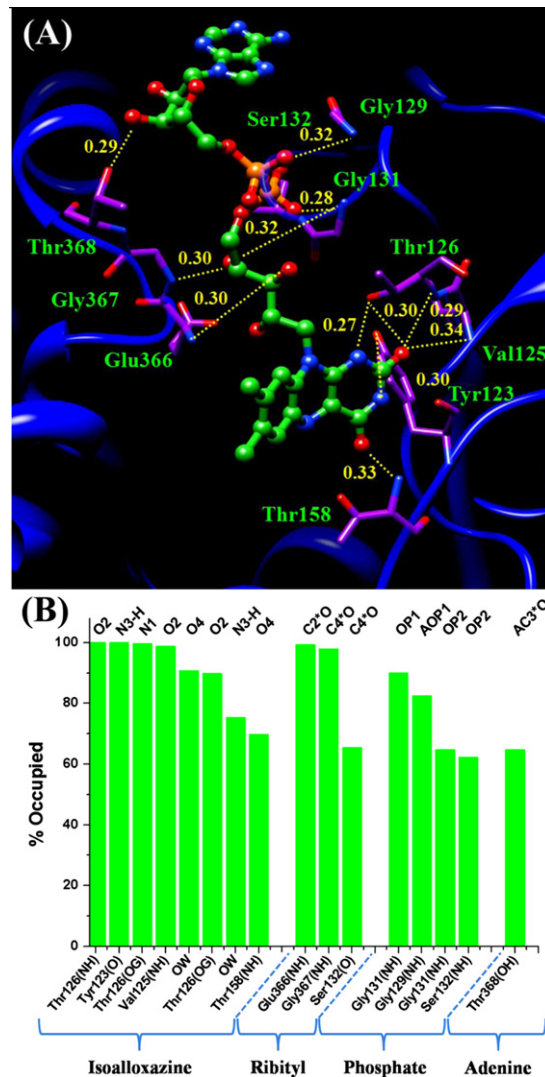 (A)
Ser132
Gly129
0.32
0.29
0.28
Gly131
0.32
Thr368
0.30
Thr126
Gly367
0.30
0.30
0.29
0.27
0.34
Glu366
Val125
0.30
Tyr123
0.33
Thr158
(B)
O2 N3-H N1 O2 O4 O2 N3-H O4 C2*O C4*O C4*O OP1 AOP1 OP2 OP2 AC3*O
100
80
60
40
20
0
% Occupied
Thr126(NH) Tyr123(O) Thr126(OG) Val125(NH) OW Thr126(OG) OW Thr158(NH) Glu366(NH) Gly367(NH) Ser132(O) Gly131(NH) Gly129(NH) Gly131(NH) Ser132(NH) Thr368(OH)
Isoalloxazine Ribityl Phosphate Adenine